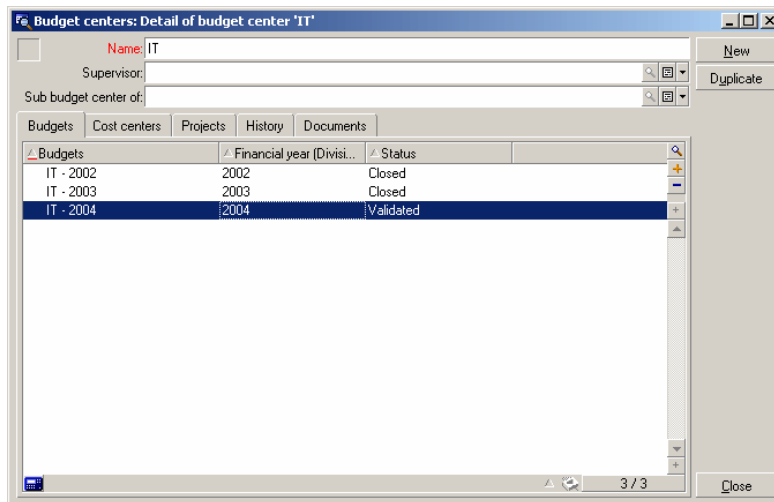 Budget centers: Detail of budget center 'IT'
Name: IT
New
Supervisor:
Duplicate
Sub budget center of:
Budgets Cost centers Projects History Documents
Budgets Financial year (Divisi... Status
IT - 2002 2002 Closed
IT - 2003 2003 Closed
IT - 2004 2004 Validated
3 / 3
Close